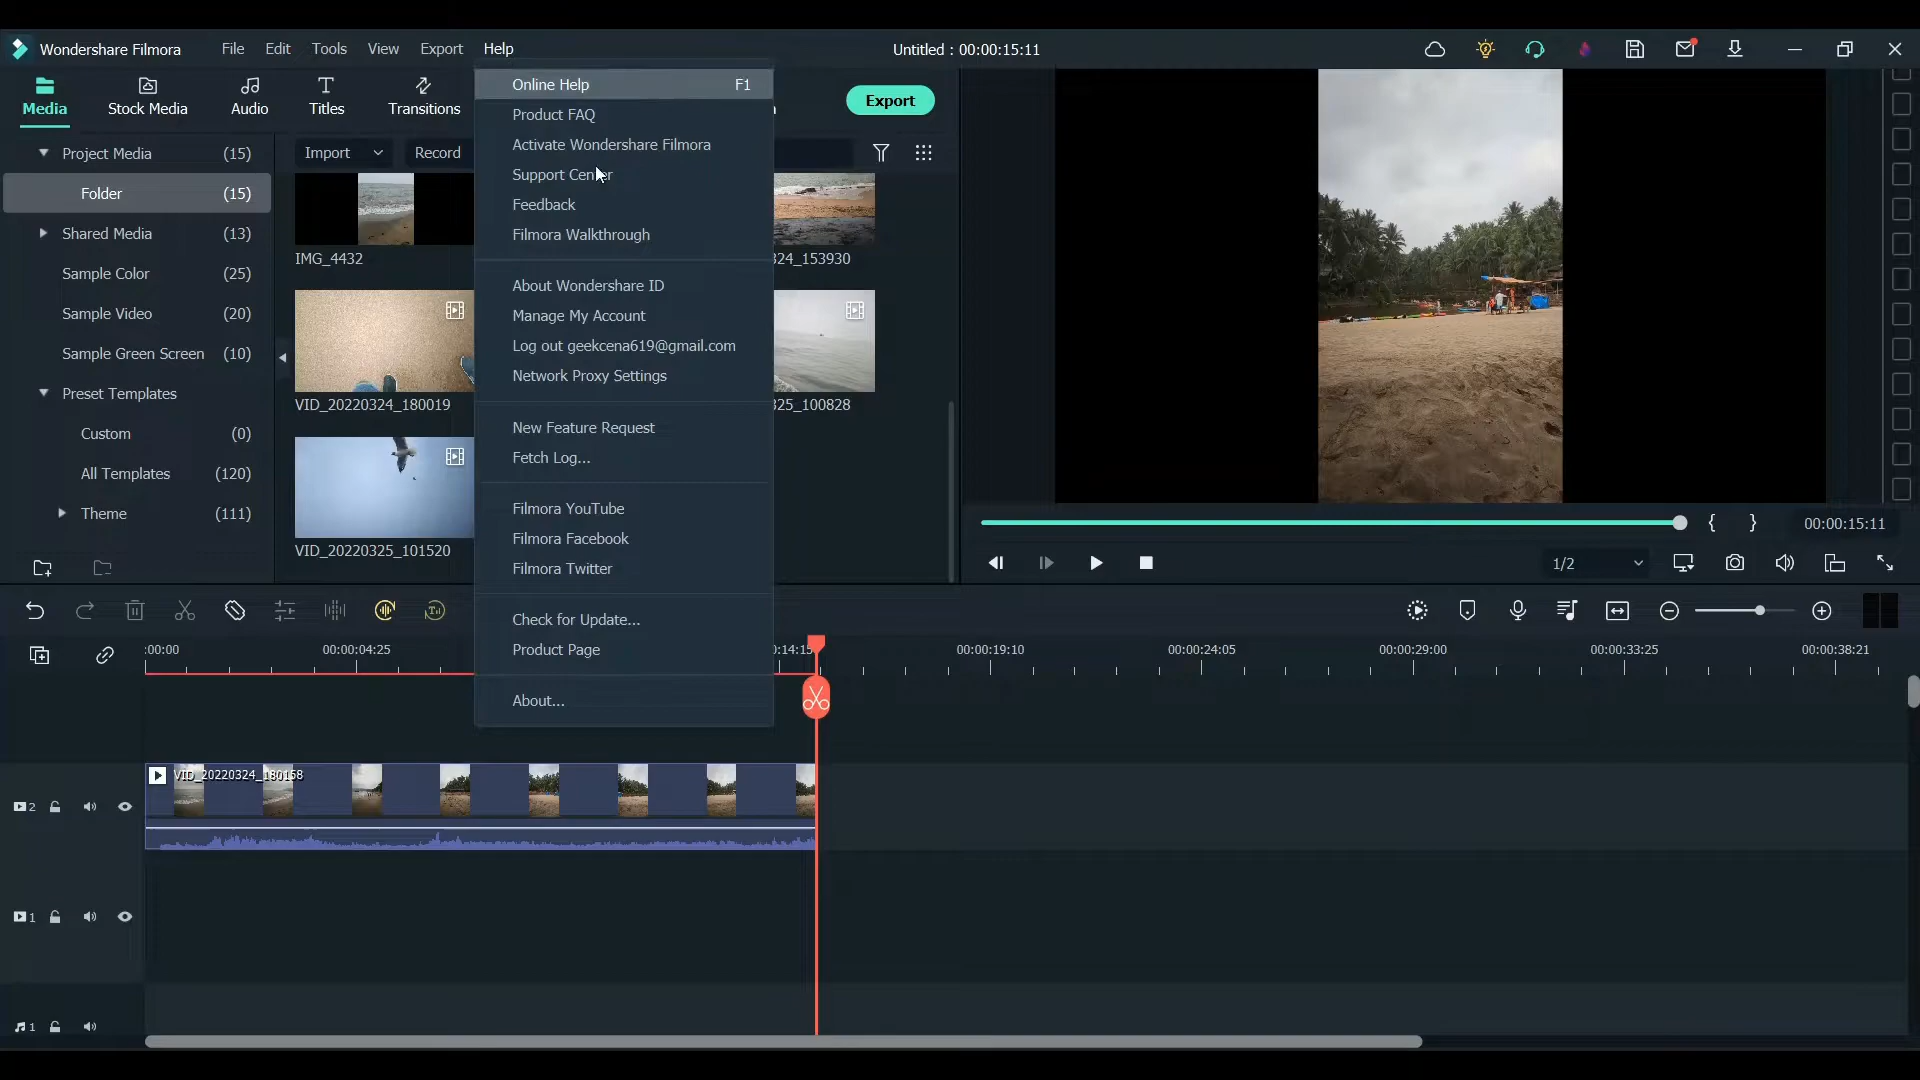 Wondershare Filmora File Edit Tools View Export Help Untitled : 00:00:15:11
Media Stock Media Audio Titles Transitions Export
Import Record
Project Media (15)
Folder (15)
Shared Media (13)
Sample Color (25)
Sample Video (20)
Sample Green Screen (10)
Preset Templates
Custom (0)
All Templates (120)
Theme (111)
IMG_4432
24_153930
VID_20220324_180019
25_100828
VID_20220325_101520
Online Help F1
Product FAQ
Activate Wondershare Filmora
Support Center
Feedback
Filmora Walkthrough
About Wondershare ID
Manage My Account
Log out geekcena619@gmail.com
Network Proxy Settings
New Feature Request
Fetch Log...
Filmora YouTube
Filmora Facebook
Filmora Twitter
Check for Update...
Product Page
About...
{ } 00:00:15:11
1/2
:00:00 00:00:04:25 :14:15 00:00:19:10 00:00:24:05 00:00:29:00 00:00:33:25 00:00:38:21
VID_20220324_180158
2
1
1